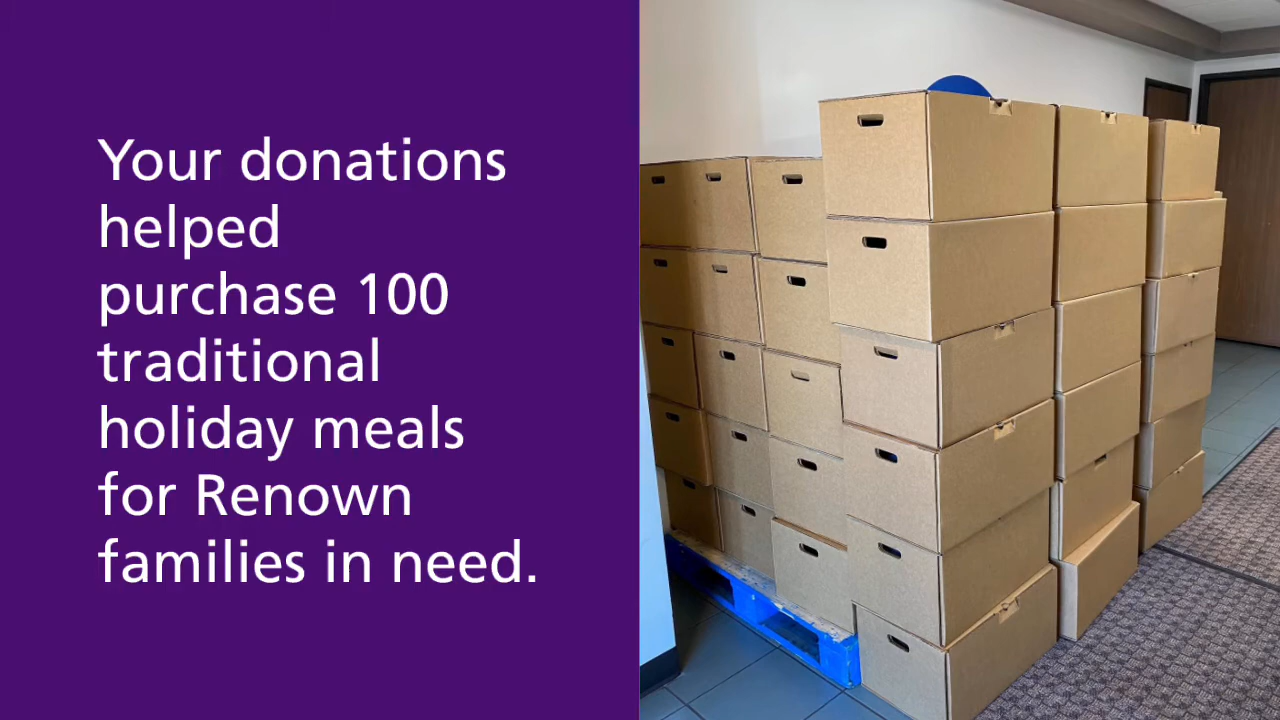 Your donations
helped
purchase 100
traditional
holiday meals
for Renown
families in need.